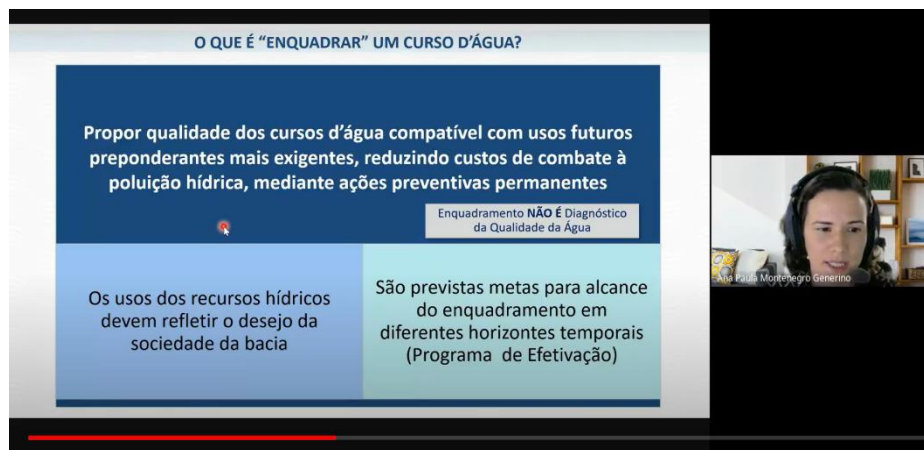 O QUE É “ENQUADRAR” UM CURSO D’ÁGUA?
Propor qualidade dos cursos d’água compatível com usos futuros
preponderantes mais exigentes, reduzindo custos de combate à
poluição hídrica, mediante ações preventivas permanentes
Enquadramento NÃO É Diagnóstico
da Qualidade da Água
Os usos dos recursos hídricos
devem refletir o desejo da
sociedade da bacia
São previstas metas para alcance
do enquadramento em
diferentes horizontes temporais
(Programa de Efetivação)
Ana Paula Montenegro Generino